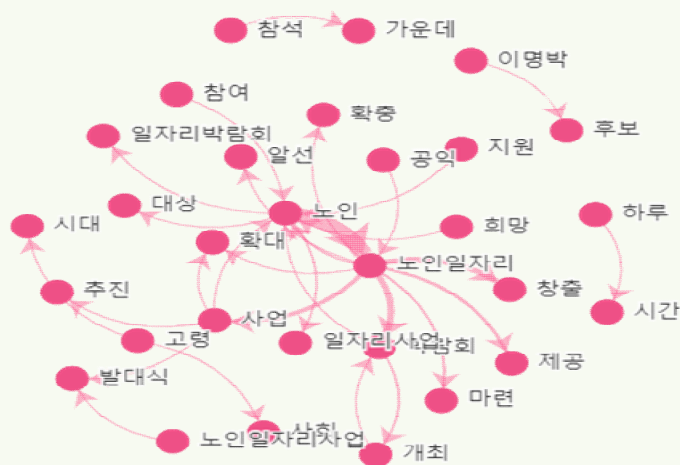 참석
가운데
이명박
참여
확충
후보
일자리박람회
알선
공익
지원
대상
노인
하루
시대
확대
희망
노인일자리
추진
창출
사업
시간
고령
일자리사업
제공
발대식
마련
노인일자리사업
개최